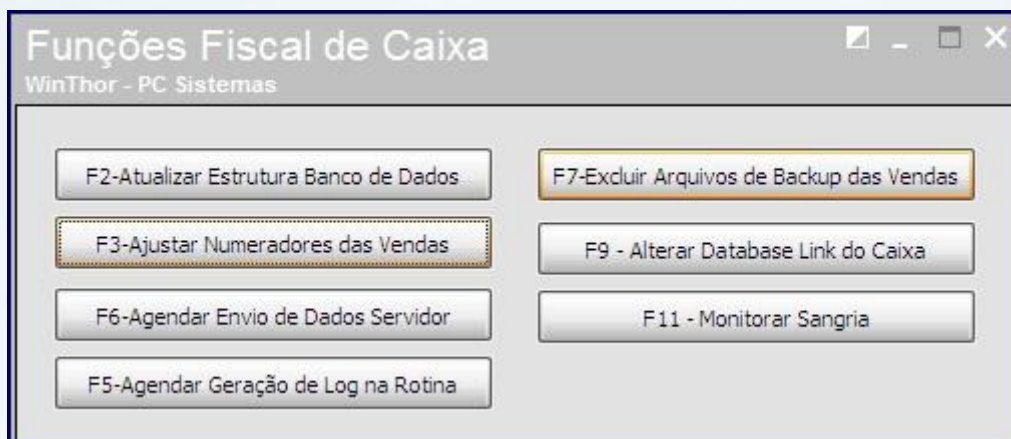 Funções Fiscal de Caixa
WinThor - PC Sistemas
F2-Atualizar Estrutura Banco de Dados
F7-Excluir Arquivos de Backup das Vendas
F3-Ajustar Numeradores das Vendas
F9 - Alterar Database Link do Caixa
F6-Agendar Envio de Dados Servidor
F11 - Monitorar Sangria
F5-Agendar Geração de Log na Rotina